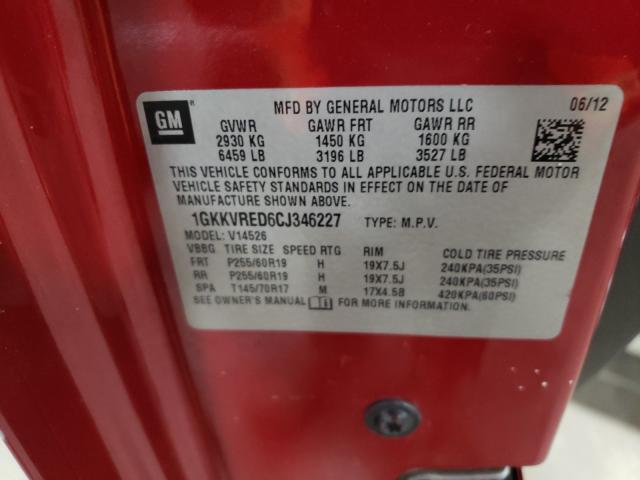 GM
®
MFD BY GENERAL MOTORS LLC 06/12
GVWR GAWR FRT GAWR RR
2930 KG 1450 KG 1600 KG
6459 LB 3196 LB 3527 LB
THIS VEHICLE CONFORMS TO ALL APPLICABLE U.S. FEDERAL MOTOR
VEHICLE SAFETY STANDARDS IN EFFECT ON THE DATE OF
MANUFACTURE SHOWN ABOVE.
1GKKVRED6CJ346227 TYPE: M.P.V.
MODEL: V14526
VBBG TIRE SIZE SPEED RTG RIM COLD TIRE PRESSURE
FRT P255/60R19 H 19X7.5J 240KPA(35PSI)
RR P255/60R19 H 19X7.5J 240KPA(35PSI)
SPA T145/70R17 M 17X4.5B 420KPA(60PSI)
SEE OWNER'S MANUAL FOR MORE INFORMATION.